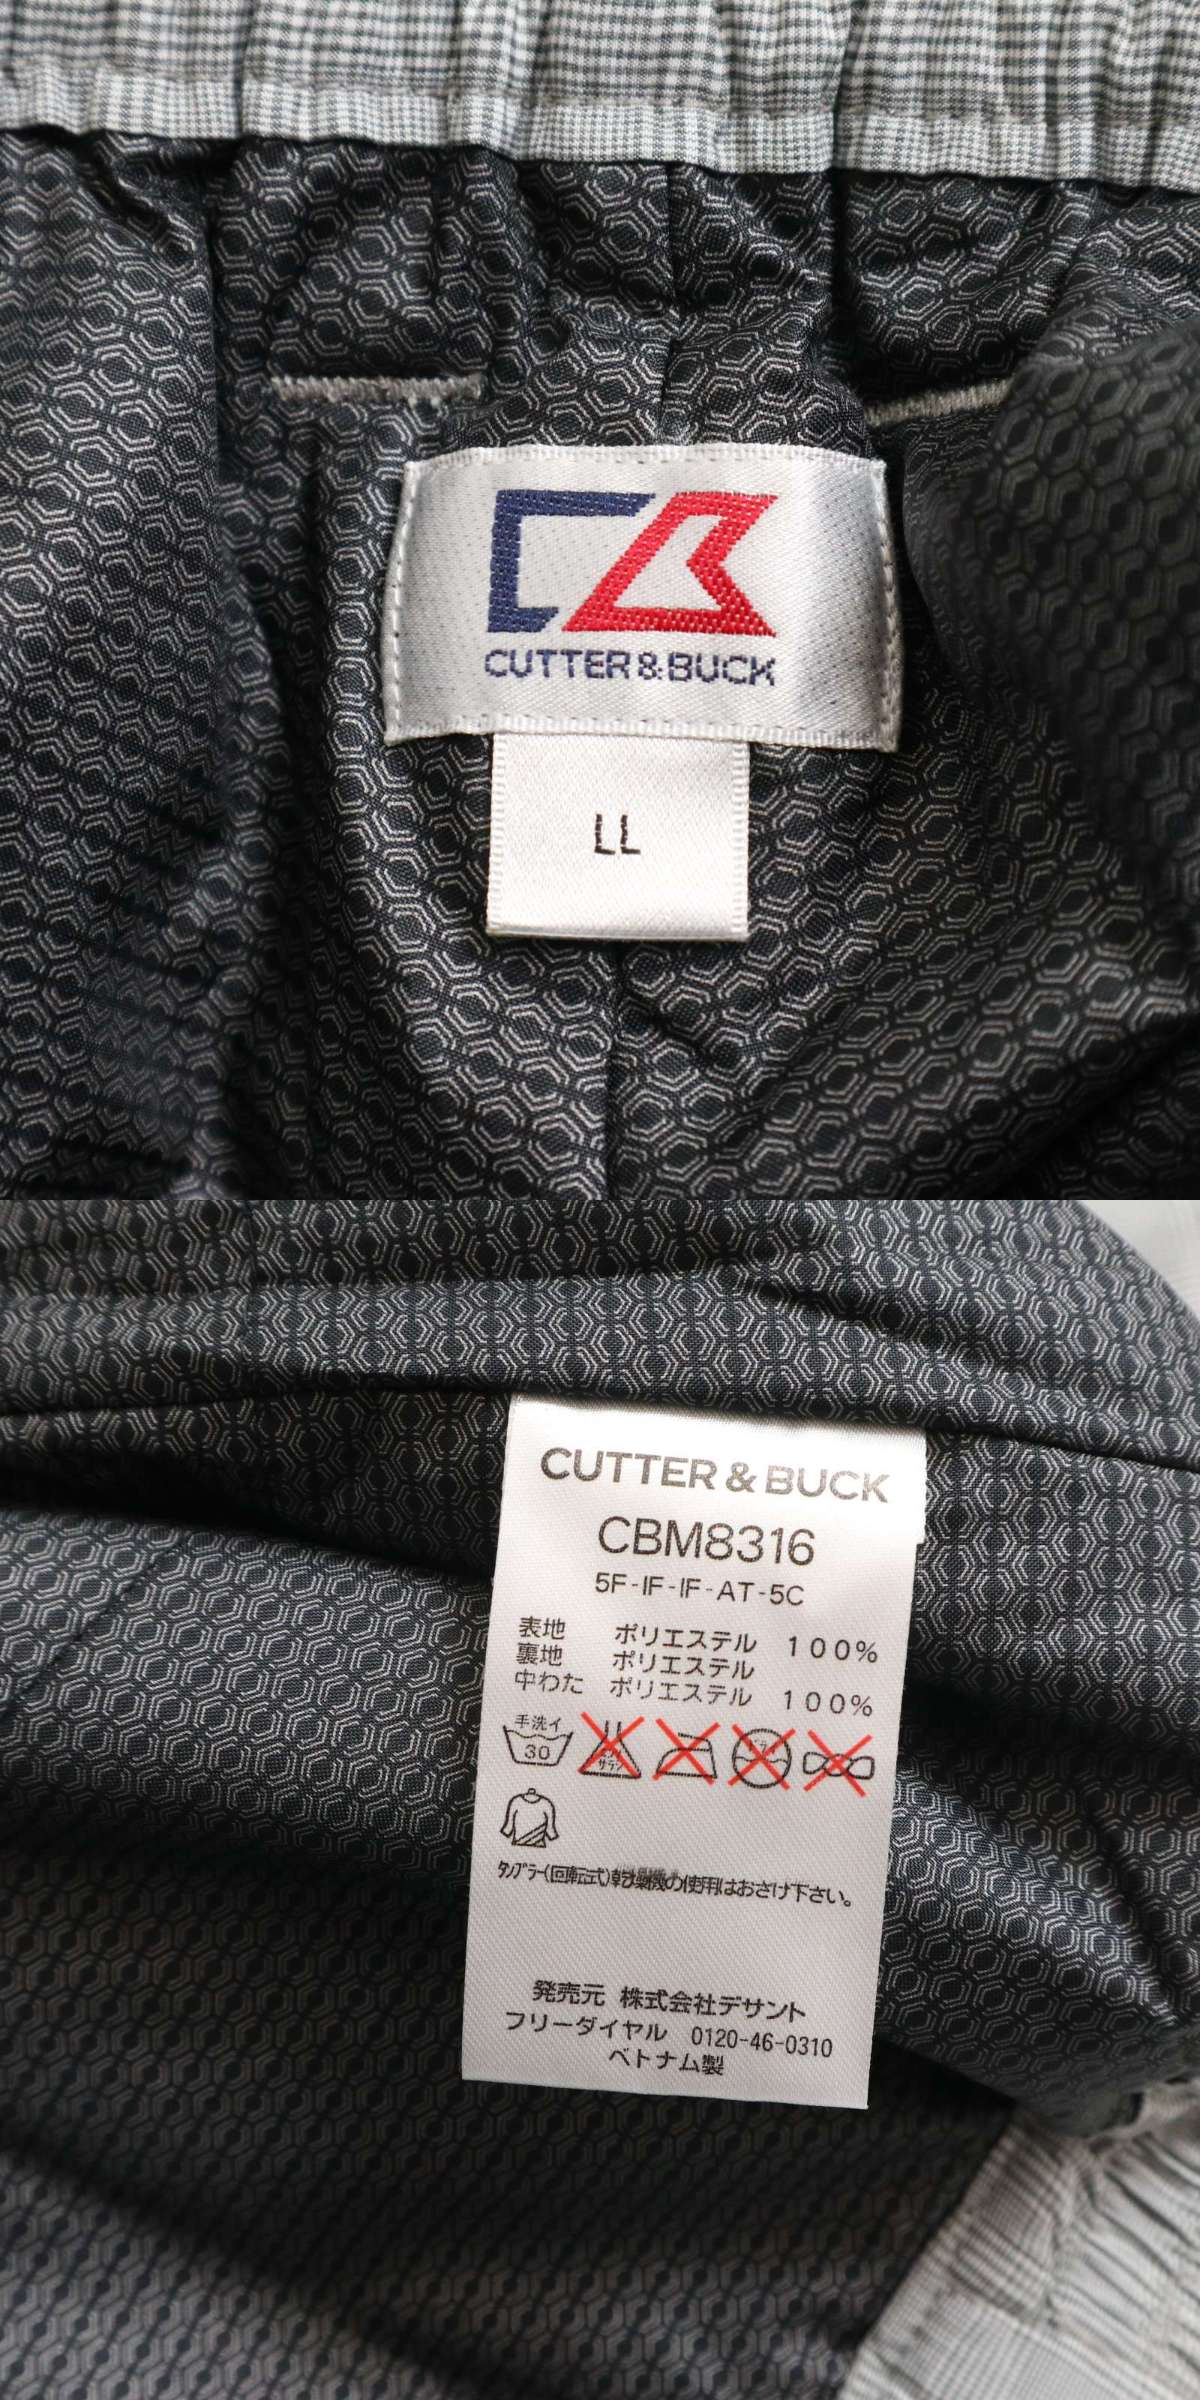 CUTTER & BUCK
LL
CUTTER & BUCK
CBM8316
5F-IF-IF-AT-5C
表地 ポリエステル 100%
裏地 ポリエステル
中わた ポリエステル 100%
手洗イ
30
タンブラー(回転式)乾燥機の使用はおさけ下さい。
発売元 株式会社デサント
フリーダイヤル 0120-46-0310
ベトナム製